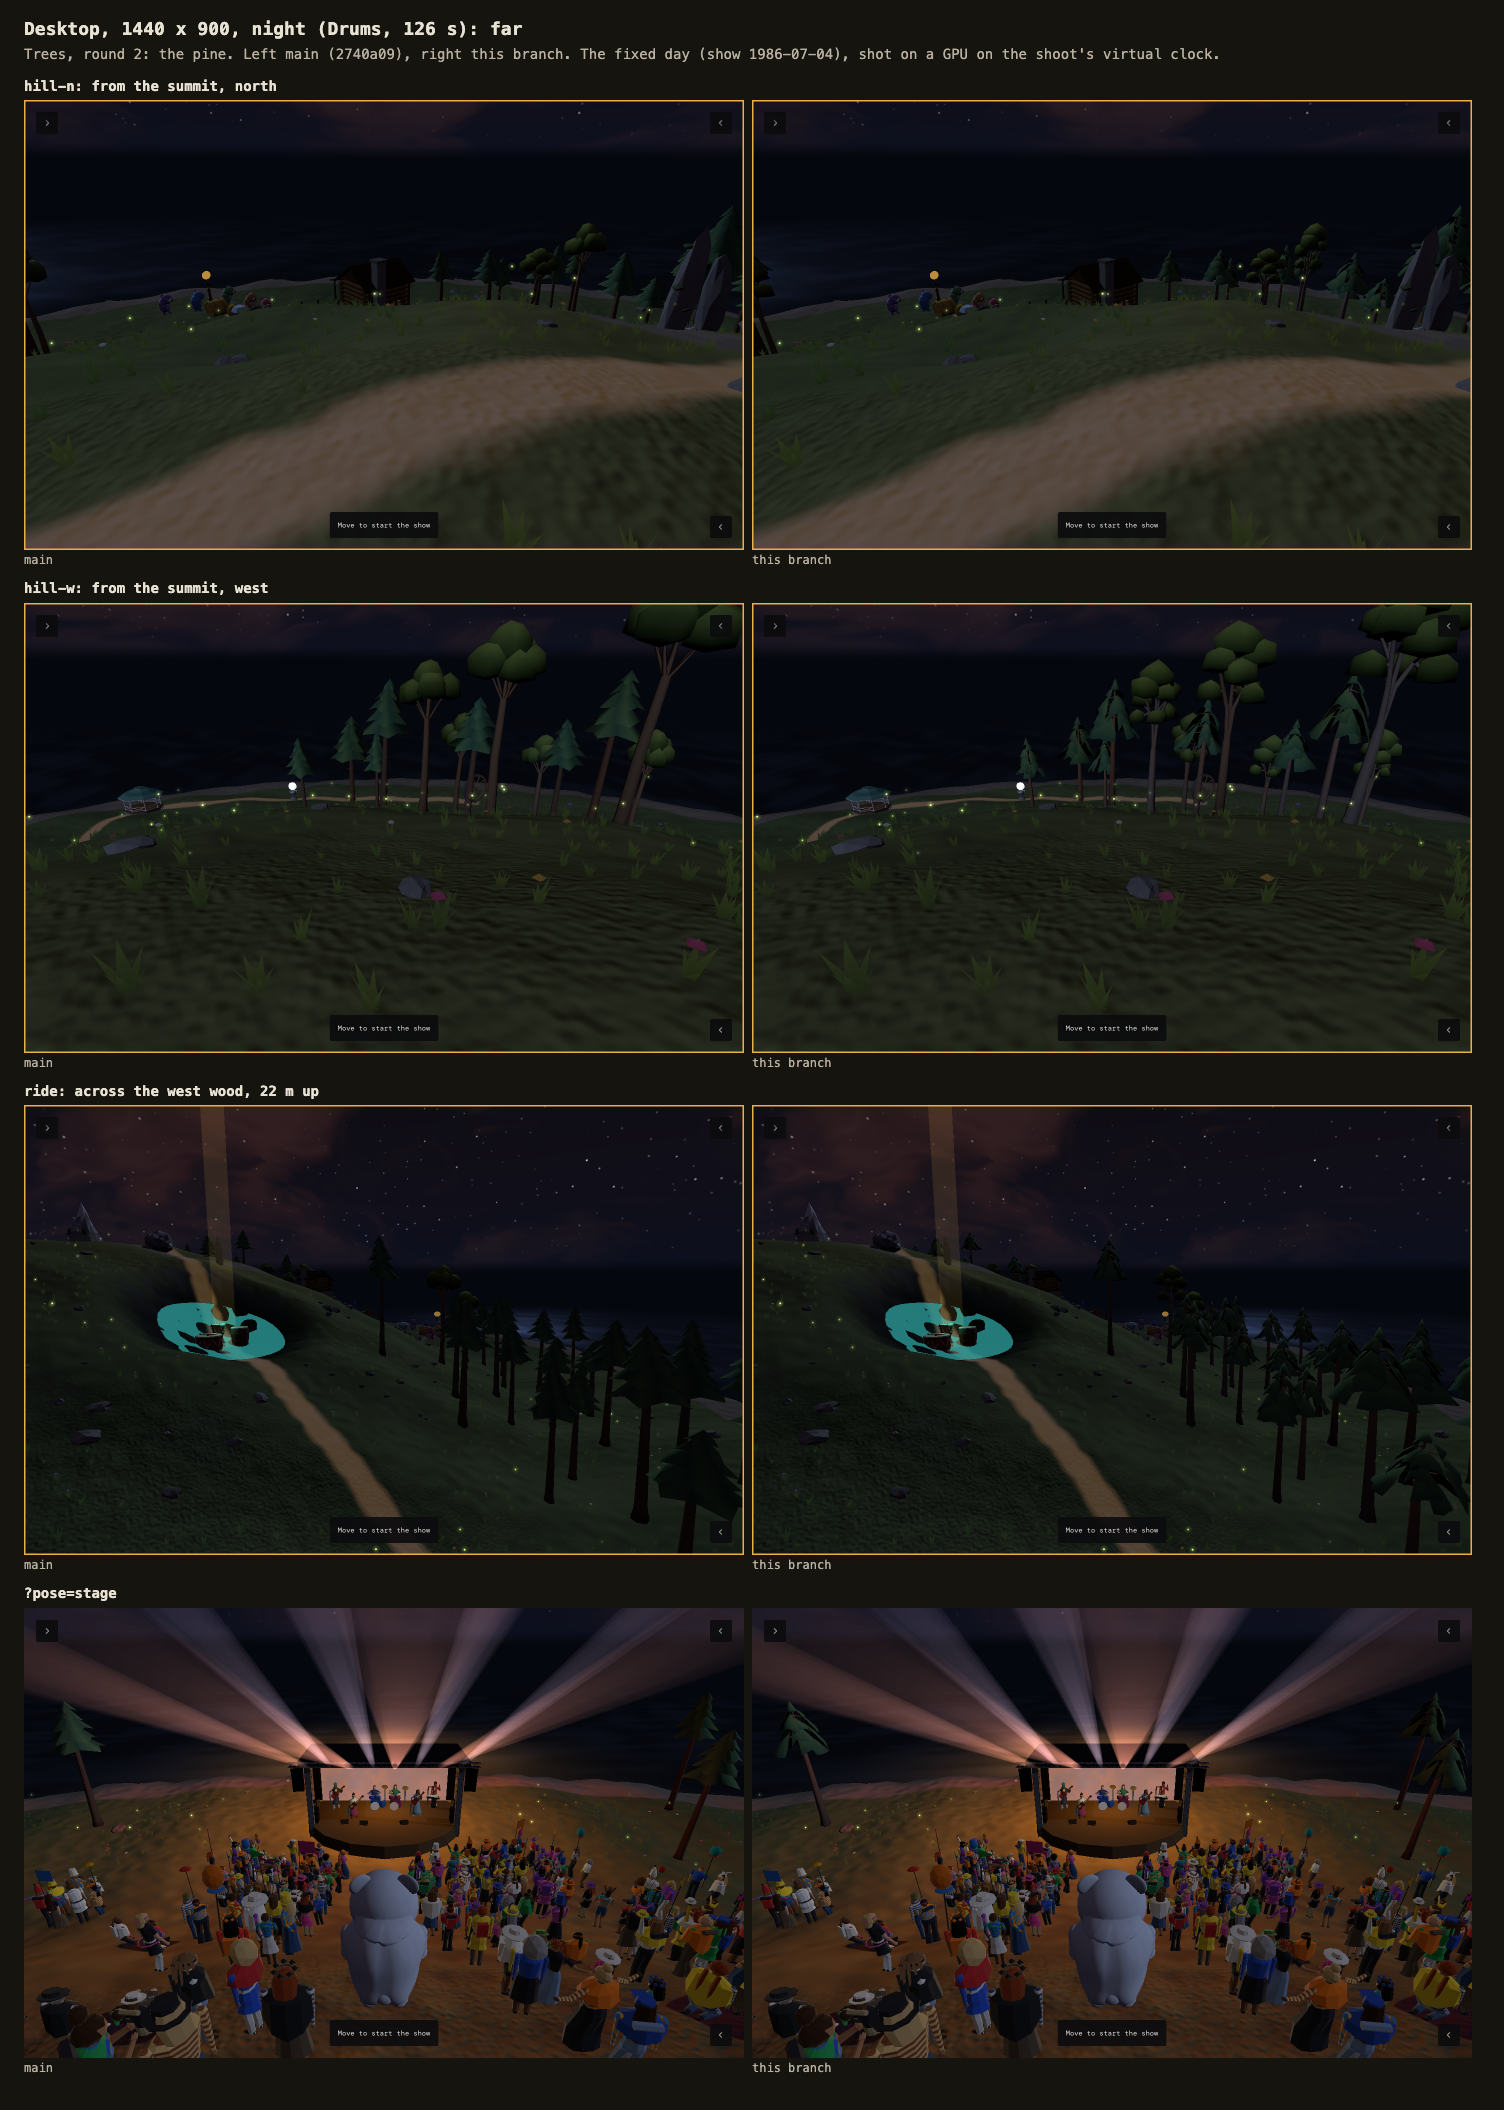 Desktop, 1440 x 900, night (Drums, 126 s): far
Trees, round 2: the pine. Left main (2740a09), right this branch. The fixed day (show 1986-07-04), shot on a GPU on the shoot's virtual clock.
hill-n: from the summit, north
Move to start the show
Move to start the show
main
this branch
hill-w: from the summit, west
Move to start the show
Move to start the show
main
this branch
ride: across the west wood, 22 m up
Move to start the show
Move to start the show
main
this branch
?pose=stage
Move to start the show
Move to start the show
main
this branch